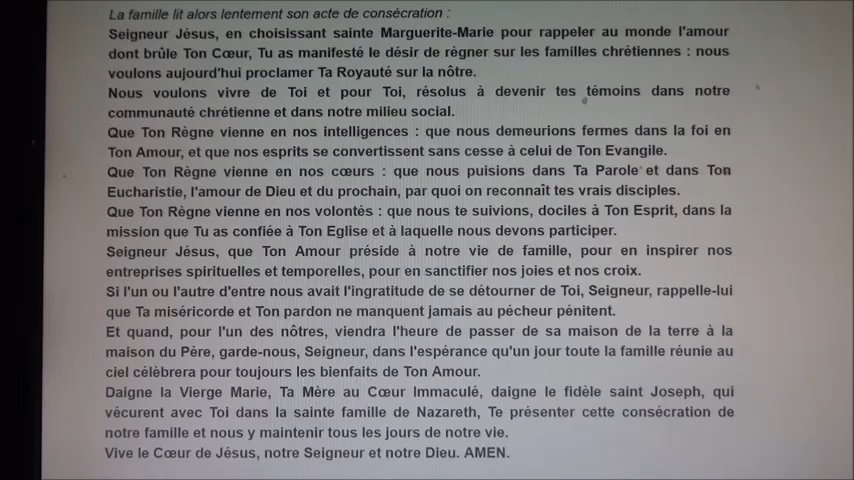 La famille lit alors lentement son acte de consécration :
Seigneur Jésus, en choisissant sainte Marguerite-Marie pour rappeler au monde l'amour
dont brûle Ton Cœur, Tu as manifesté le désir de régner sur les familles chrétiennes : nous
voulons aujourd'hui proclamer Ta Royauté sur la nôtre.
Nous voulons vivre de Toi et pour Toi, résolus à devenir tes témoins dans notre
communauté chrétienne et dans notre milieu social.
Que Ton Règne vienne en nos intelligences : que nous demeurions fermes dans la foi en
Ton Amour, et que nos esprits se convertissent sans cesse à celui de Ton Evangile.
Que Ton Règne vienne en nos cœurs : que nous puisions dans Ta Parole et dans Ton
Eucharistie, l'amour de Dieu et du prochain, par quoi on reconnaît tes vrais disciples.
Que Ton Règne vienne en nos volontés : que nous te suivions, dociles à Ton Esprit, dans la
mission que Tu as confiée à Ton Eglise et à laquelle nous devons participer.
Seigneur Jésus, que Ton Amour préside à notre vie de famille, pour en inspirer nos
entreprises spirituelles et temporelles, pour en sanctifier nos joies et nos croix.
Si l'un ou l'autre d'entre nous avait l'ingratitude de se détourner de Toi, Seigneur, rappelle-lui
que Ta miséricorde et Ton pardon ne manquent jamais au pécheur pénitent.
Et quand, pour l'un des nôtres, viendra l'heure de passer de sa maison de la terre à la
maison du Père, garde-nous, Seigneur, dans l'espérance qu'un jour toute la famille réunie au
ciel célèbrera pour toujours les bienfaits de Ton Amour.
Daigne la Vierge Marie, Ta Mère au Cœur Immaculé, daigne le fidèle saint Joseph, qui
vécurent avec Toi dans la sainte famille de Nazareth, Te présenter cette consécration de
notre famille et nous y maintenir tous les jours de notre vie.
Vive le Cœur de Jésus, notre Seigneur et notre Dieu. AMEN.